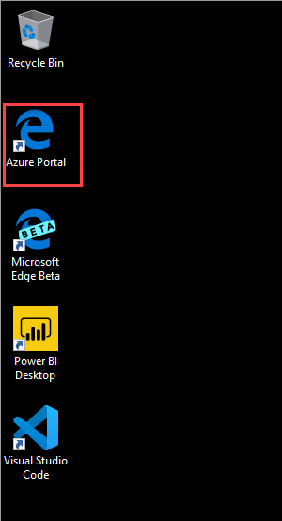 Recycle Bin
Azure Portal
BETA
Microsoft
Edge Beta
Power BI
Desktop
Visual Studio
Code